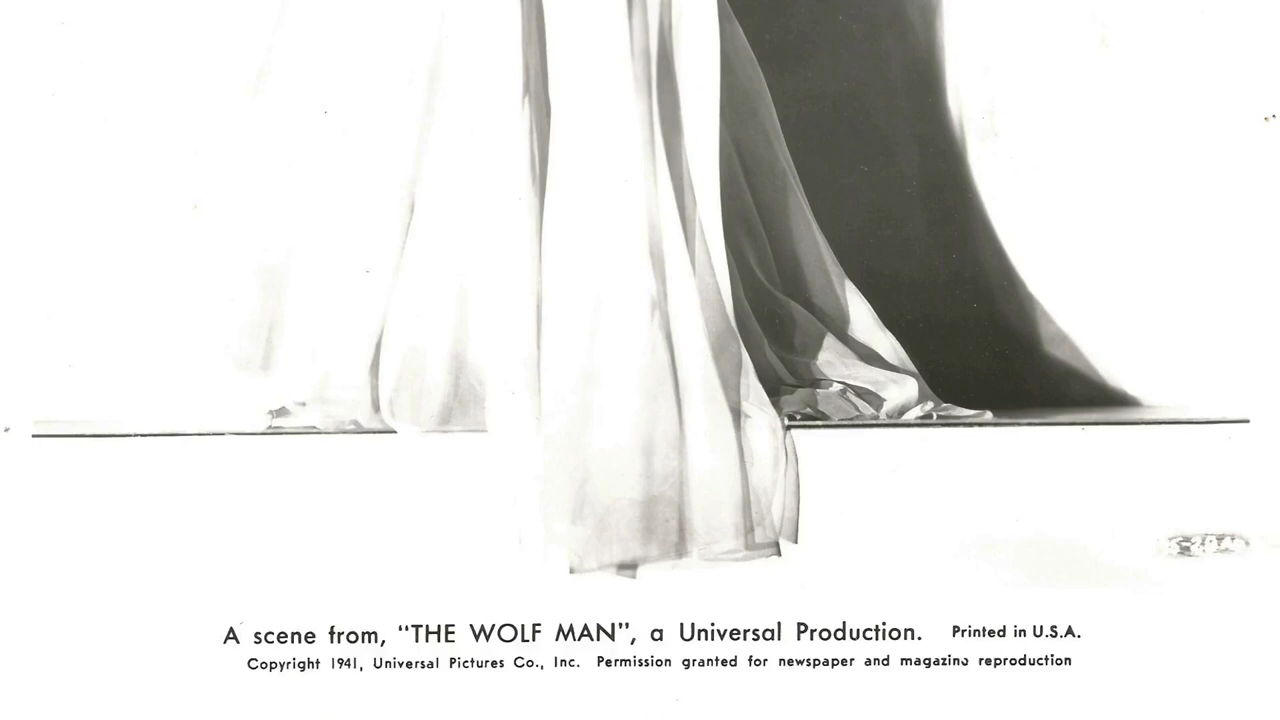 A scene from, "THE WOLF MAN", a Universal Production. Printed in U.S.A.
Copyright 1941, Universal Pictures Co., Inc. Permission granted for newspaper and magazine reproduction